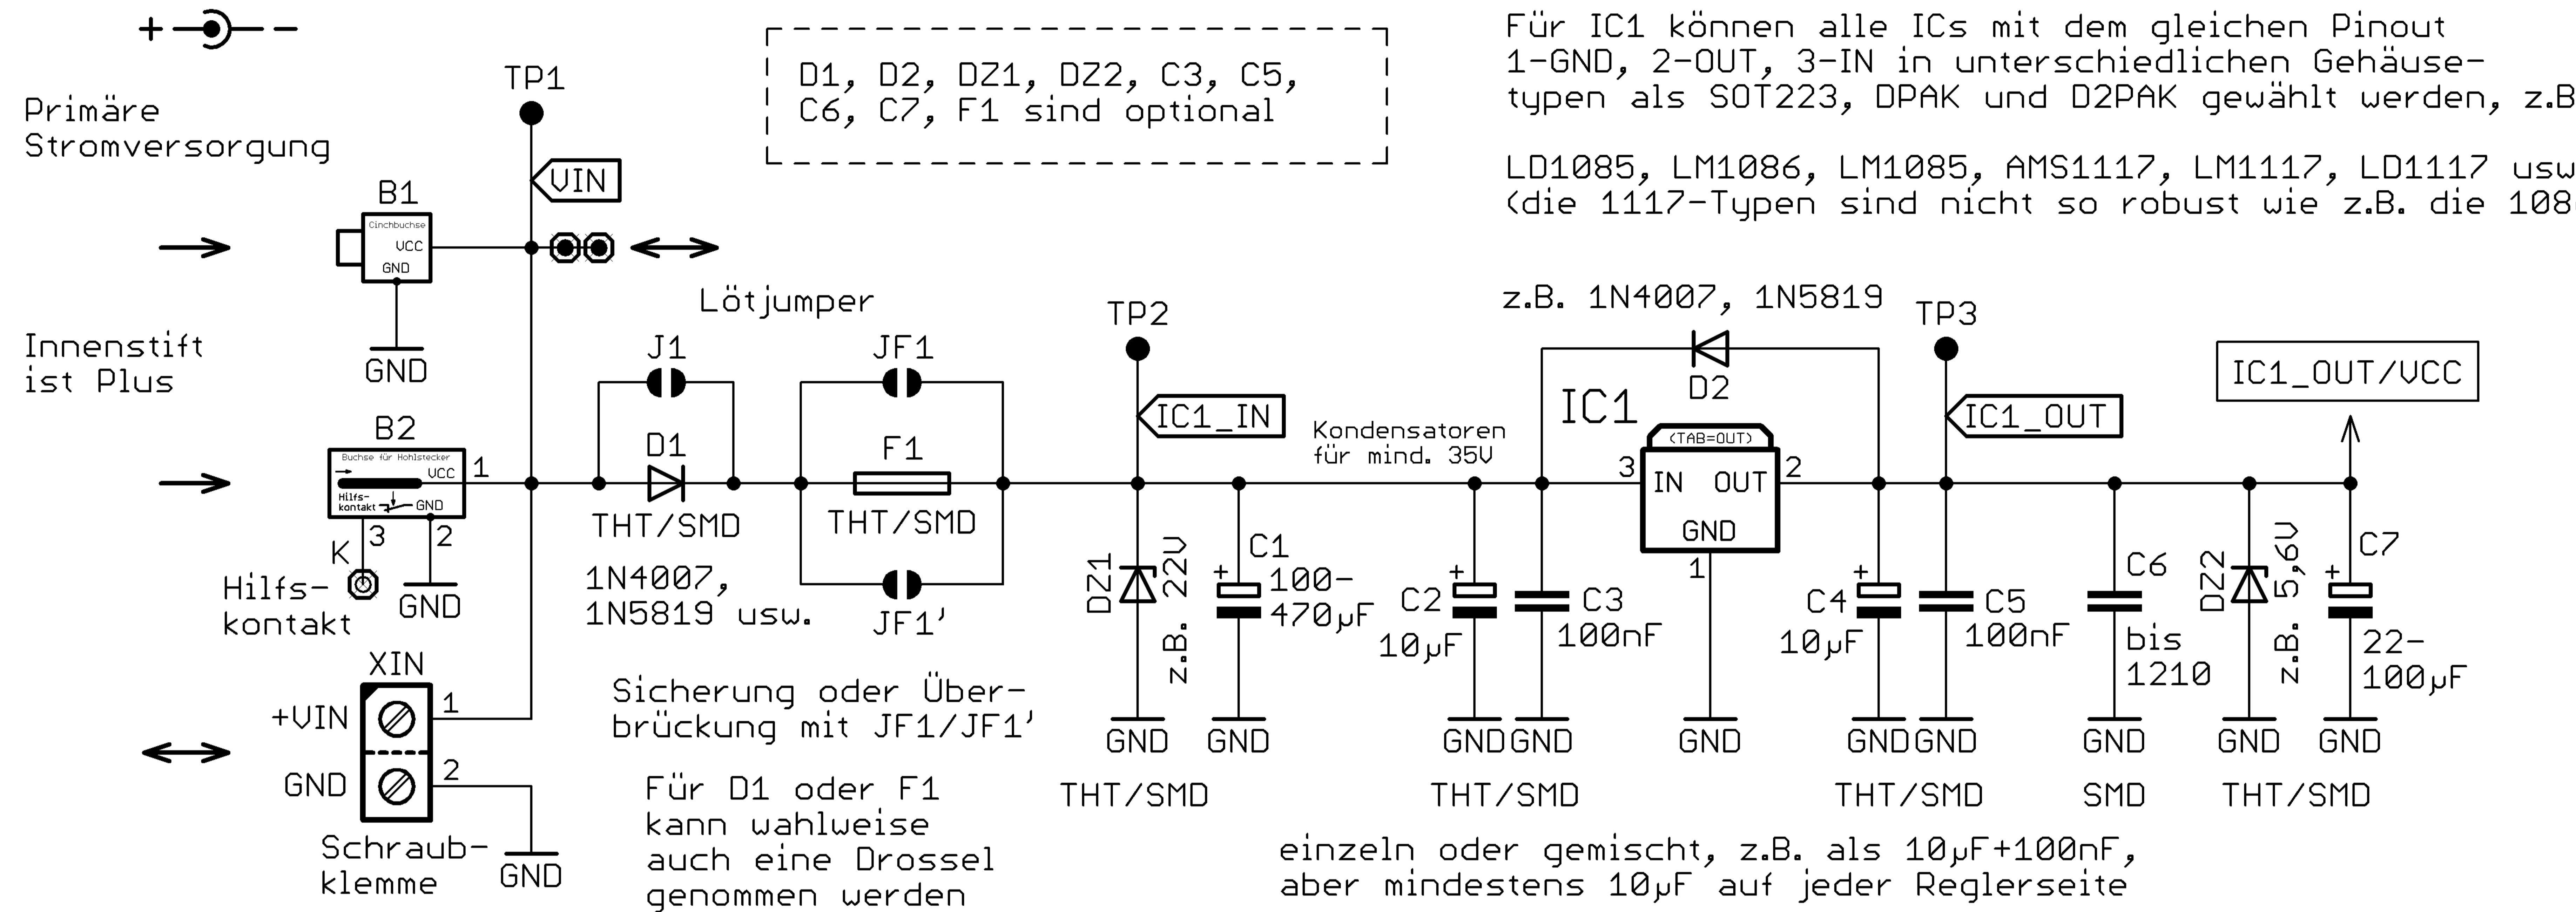 + -
Primäre
Stromversorgung
Innenstift
ist Plus
TP1
VIN
B1
Cinchbuchse
VCC
GND
GND
B2
Buchse für Hohlstecker
VCC
1
Hilfs-
kontakt
GND
3
2
K
Hilfs-
kontakt
GND
XIN
+VIN
1
GND
2
Schraub-
klemme
GND
D1, D2, DZ1, DZ2, C3, C5,
C6, C7, F1 sind optional
Für IC1 können alle ICs mit dem gleichen Pinout
1-GND, 2-OUT, 3-IN in unterschiedlichen Gehäuse-
typen als SOT223, DPAK und D2PAK gewählt werden, z.B
LD1085, LM1086, LM1085, AMS1117, LM1117, LD1117 usw
(die 1117-Typen sind nicht so robust wie z.B. die 108
Lötjumper
J1
JF1
D1
F1
THT/SMD
THT/SMD
1N4007,
1N5819 usw.
JF1'
Sicherung oder Über-
brückung mit JF1/JF1'
Für D1 oder F1
kann wahlweise
auch eine Drossel
genommen werden
TP2
IC1_IN
DZ1
z.B. 22V
+
C1
100-
470µF
GND
GND
THT/SMD
Kondensatoren
für mind. 35V
z.B. 1N4007, 1N5819
D2
IC1
(TAB=OUT)
3
IN
OUT
2
GND
1
GND
+
C2
10µF
C3
100nF
GND
GND
THT/SMD
TP3
IC1_OUT
IC1_OUT/VCC
+
C4
10µF
C5
100nF
GND
GND
THT/SMD
C6
bis
1210
GND
SMD
DZ2
z.B. 5,6V
+
C7
22-
100µF
GND
GND
THT/SMD
einzeln oder gemischt, z.B. als 10µF+100nF,
aber mindestens 10µF auf jeder Reglerseite